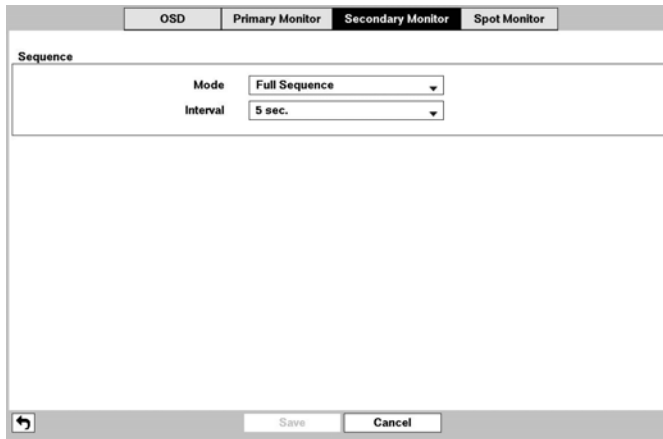 OSD Primary Monitor Secondary Monitor Spot Monitor
Sequence
Mode Full Sequence
Interval 5 sec.
Save Cancel